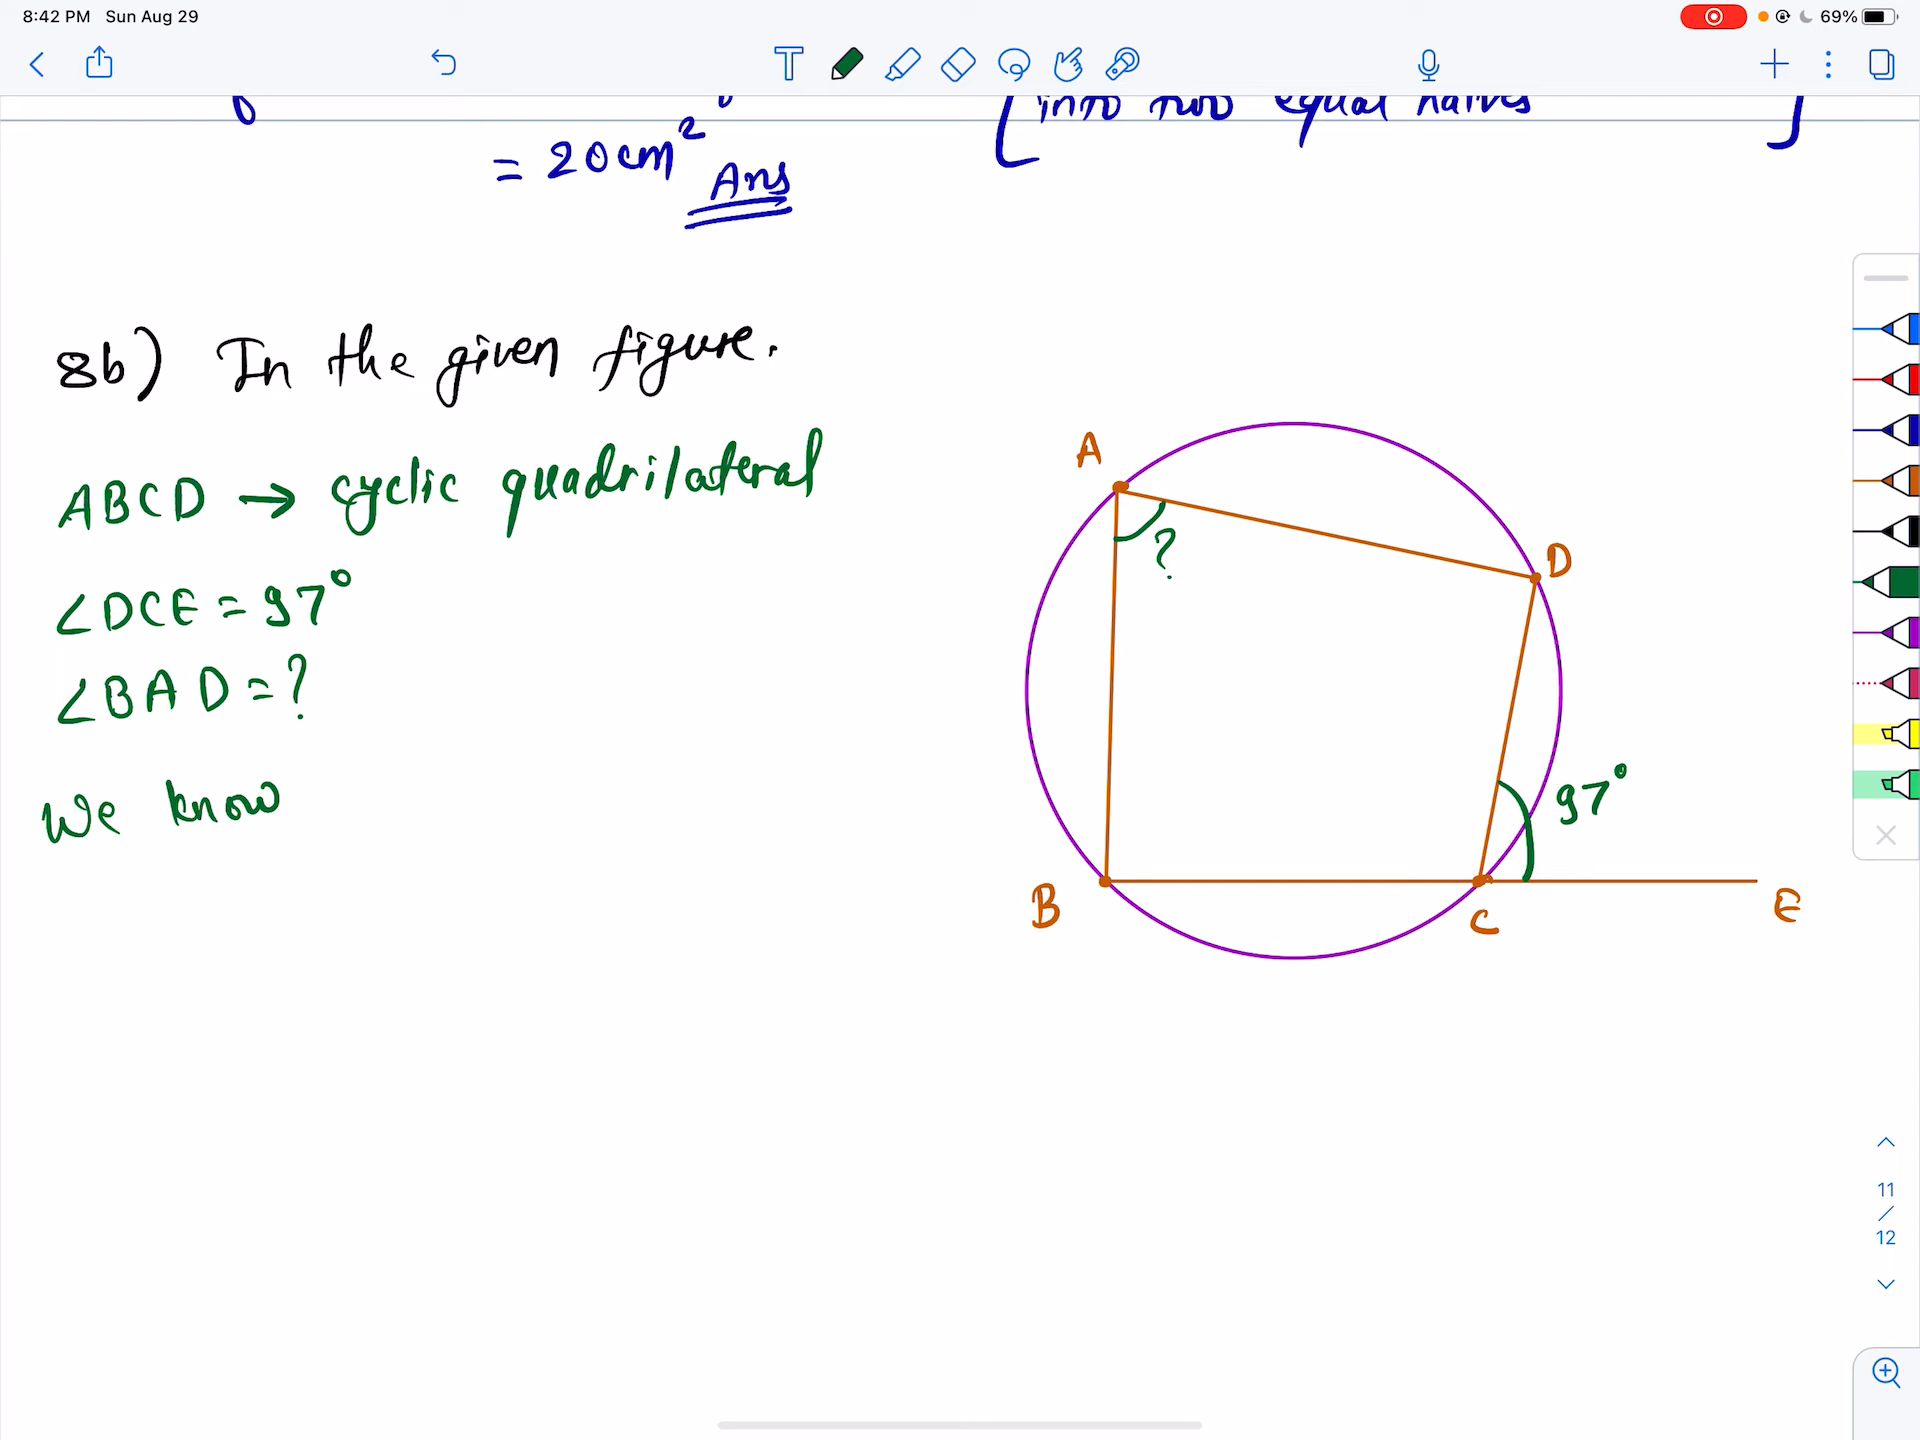 8:42 PM Sun Aug 29
69%
into two equal halves
= 20cm²
Ans
8b) In the given figure.
ABCD → cyclic quadrilateral
∠DCE = 97°
∠BAD = ?
We know
A
?
D
97°
B
C
E
11
/
12